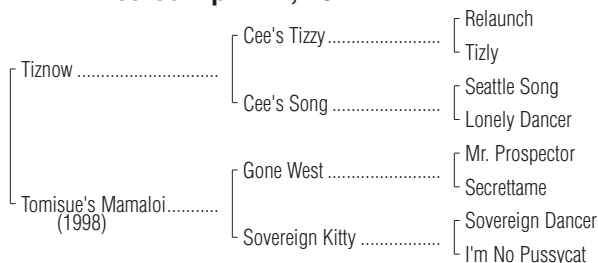 Relaunch
Cee's Tizzy
Tizly
Tiznow
Seattle Song
Cee's Song
Lonely Dancer
Mr. Prospector
Gone West
Secrettame
Tomisue's Mamaloi
(1998)
Sovereign Dancer
Sovereign Kitty
I'm No Pussycat